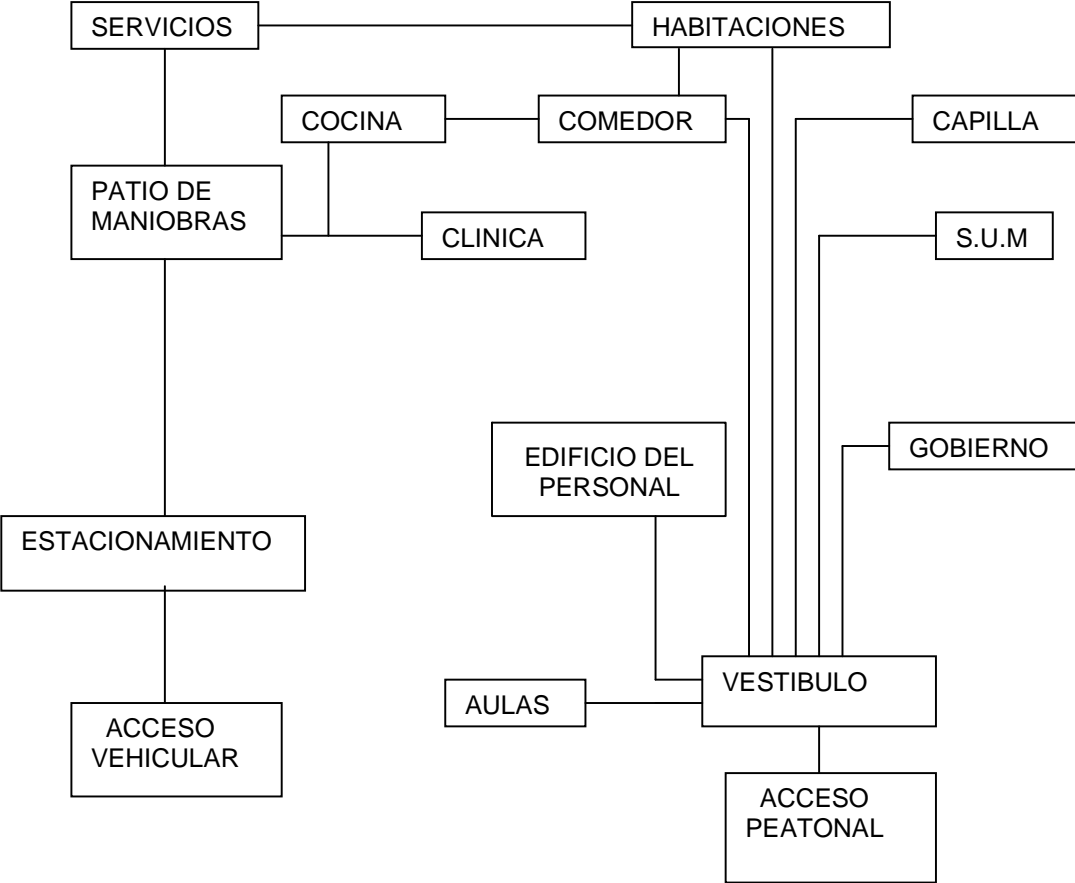 SERVICIOS
HABITACIONES
COCINA
COMEDOR
CAPILLA
PATIO DE
MANIOBRAS
CLINICA
S.U.M
EDIFICIO DEL
PERSONAL
GOBIERNO
ESTACIONAMIENTO
VESTIBULO
AULAS
ACCESO
VEHICULAR
ACCESO
PEATONAL